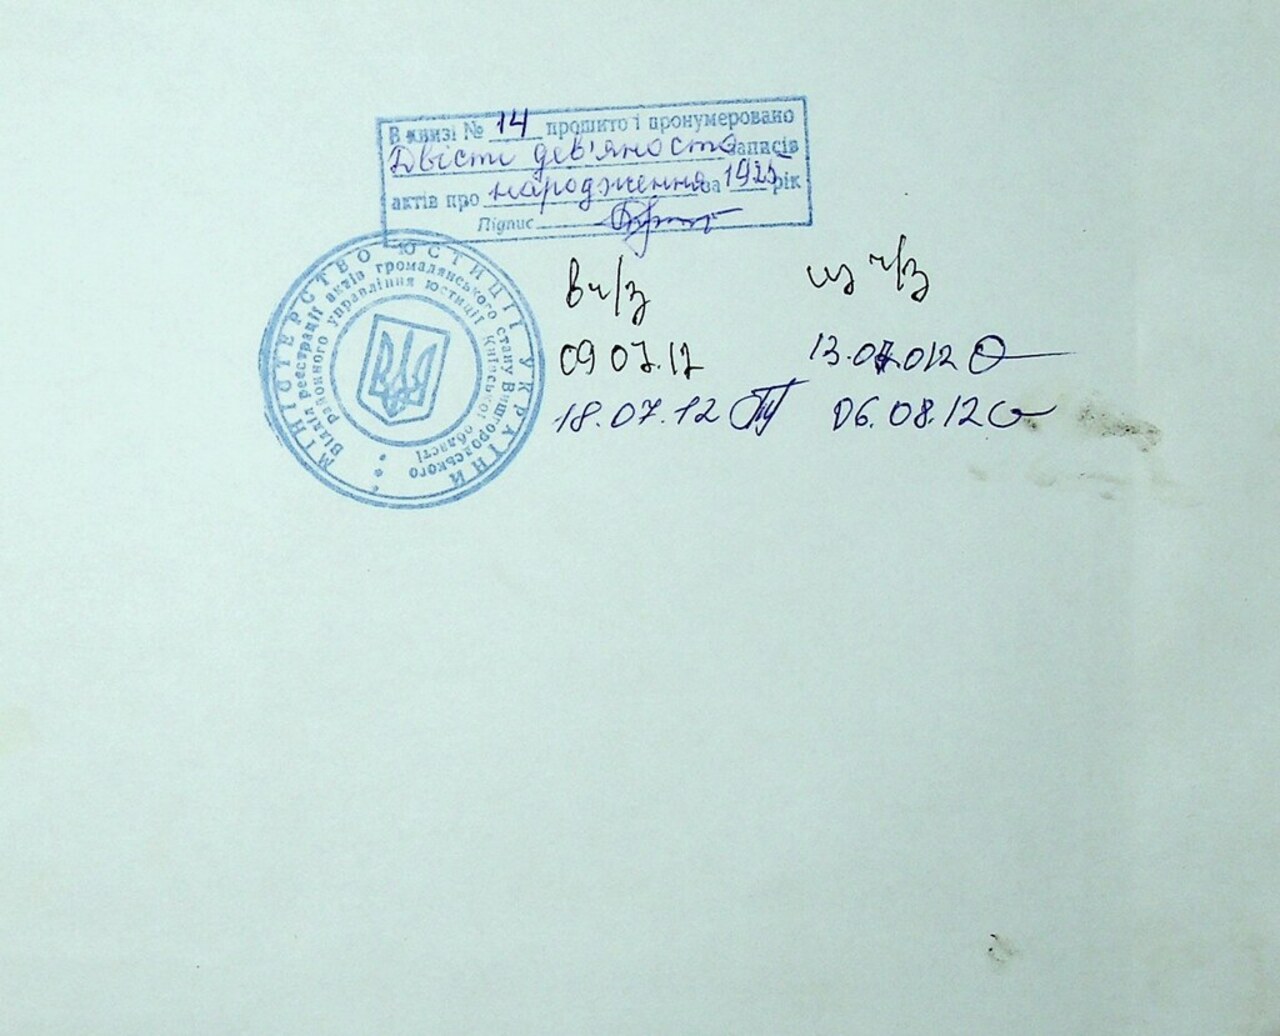 В книзі № 14 прошито і пронумеровано
Двісті дев'яносто записів
актів про народження за 1925 рік
Підпис
МІНІСТЕРСТВО ЮСТИЦІЇ УКРАЇНИ
Відділ реєстрації актів громадянського стану Вишгородського
районного управління юстиції Київської області
в ч/з из ч/з
09 07.12 13.07.012
18.07.12 06.08.12